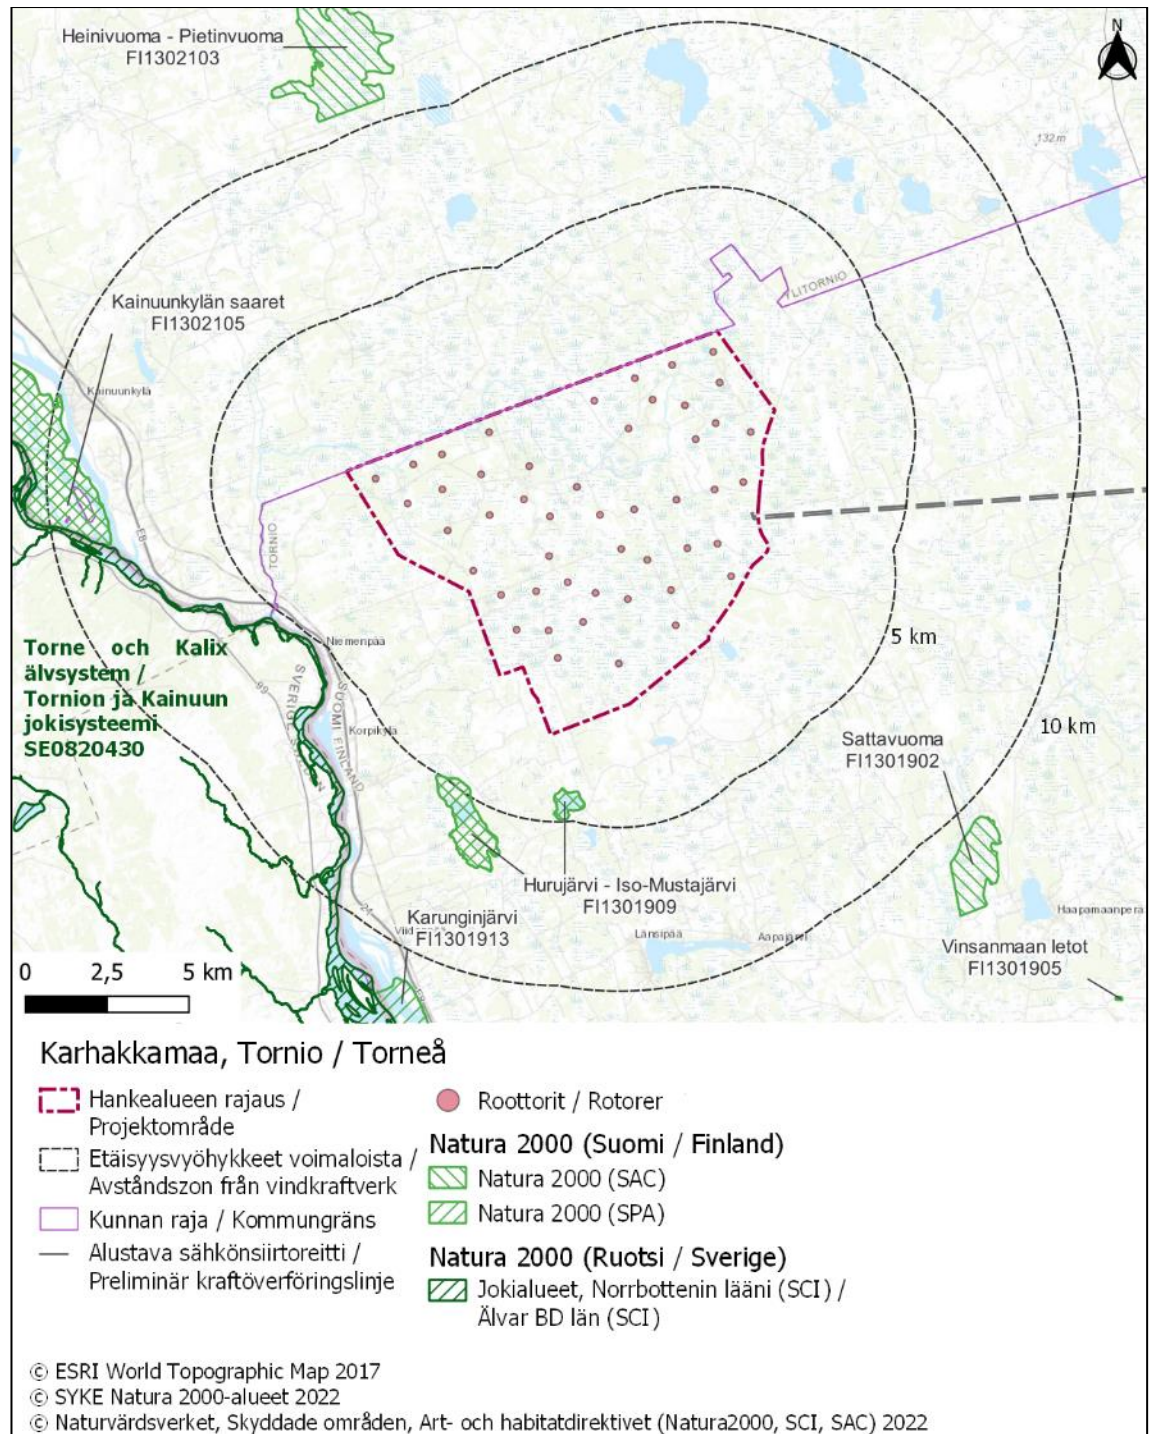 Heinivuoma - Pietinvuoma
FI1302103
N
132 m
Kainuunkylän saaret
FI1302105
YLITORNIO
Kainuunkylä
E8
TORNIO
Torne och Kalix
älvsystem /
Tornion ja Kainuun
jokisysteemi
SE0820430
Niemenpää
99
SVERIGE
SUOMI FINLAND
Korpikylä
5 km
10 km
Sattavuoma
FI1301902
Hurujärvi - Iso-Mustajärvi
FI1301909
Karunginjärvi
FI1301913
24
E8
Länsipää
Aapajärvi
Haapamaanperä
Vinsanmaan letot
FI1301905
0 2,5 5 km
Karhakkamaa, Tornio / Torneå
Hankealueen rajaus /
Projektområde
Etäisyysvyöhykkeet voimaloista /
Avståndszon från vindkraftverk
Kunnan raja / Kommungräns
Alustava sähkönsiirtoreitti /
Preliminär kraftöverföringslinje
Roottorit / Rotorer
Natura 2000 (Suomi / Finland)
Natura 2000 (SAC)
Natura 2000 (SPA)
Natura 2000 (Ruotsi / Sverige)
Jokialueet, Norrbottenin lääni (SCI) /
Älvar BD län (SCI)
© ESRI World Topographic Map 2017
© SYKE Natura 2000-alueet 2022
© Naturvärdsverket, Skyddade områden, Art- och habitatdirektivet (Natura2000, SCI, SAC) 2022